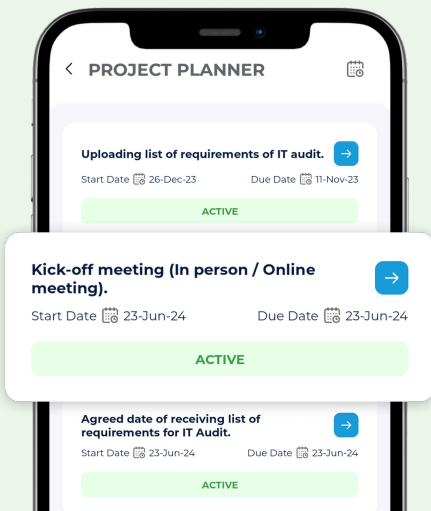 PROJECT PLANNER
Uploading list of requirements of IT audit.
Start Date 26-Dec-23 Due Date 11-Nov-23
ACTIVE
Kick-off meeting (In person / Online
meeting).
Start Date 23-Jun-24 Due Date 23-Jun-24
ACTIVE
Agreed date of receiving list of
requirements for IT Audit.
Start Date 23-Jun-24 Due Date 23-Jun-24
ACTIVE